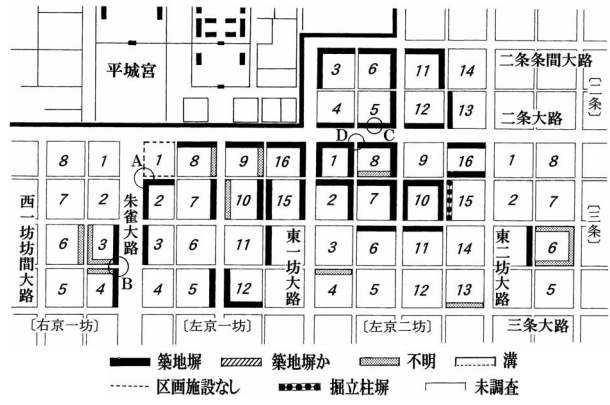 平城宮
3 6 11 14
二条条間大路
4 5 12 13
二条大路
〔二条〕
D C
A
8 1 1 8 9 16 1 8 9 16 1 8
7 2 2 7 10 15 2 7 10 15 2 7
西一坊坊間大路
朱雀大路
東一坊大路
東二坊大路
〔三条〕
6 3 3 6 11 3 6 11 14 6
B
5 4 4 5 12 4 5 12 13 5
〔右京一坊〕 〔左京一坊〕 〔左京二坊〕 三条大路
築地塀 築地塀か 不明 溝
区画施設なし 掘立柱塀 未調査